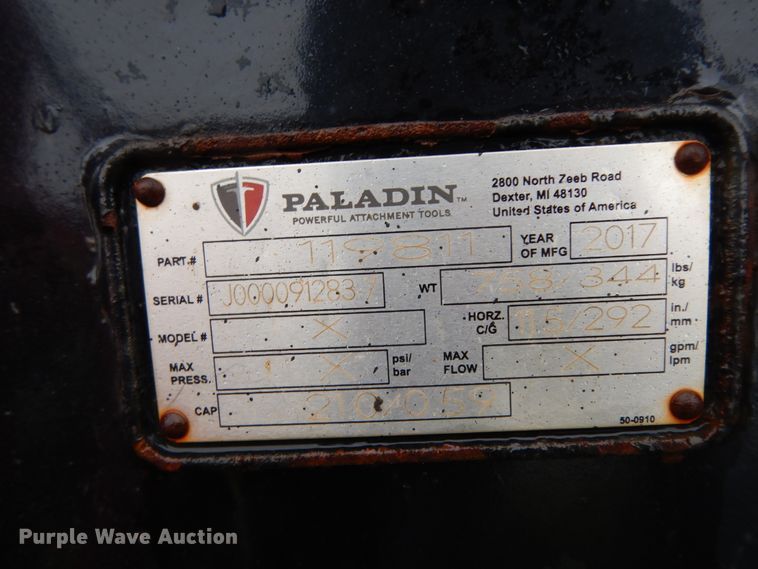 PALADIN™
POWERFUL ATTACHMENT TOOLS
2800 North Zeeb Road
Dexter, MI 48130
United States of America
PART.# 119811 YEAR OF MFG 2017
SERIAL # J000091283 7 WT 758/344 lbs/ kg
MODEL # X HORZ. C/G 11.5/292 in./ mm
MAX PRESS. X psi/ bar MAX FLOW X gpm/ lpm
CAP 21.0/0.59
50-0910
Purple Wave Auction